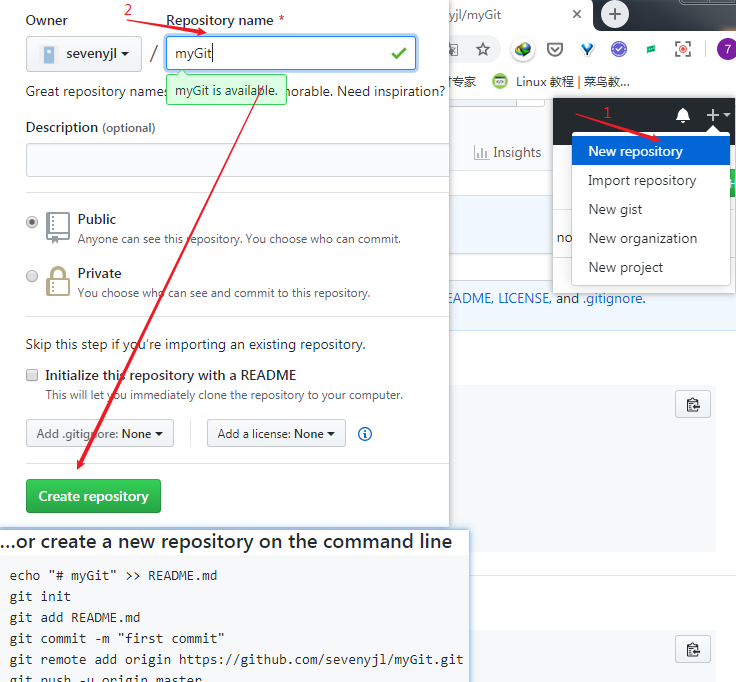 2
Owner
Repository name *
sevenyjl
/
myGit
myGit is available.
Great repository names
orable. Need inspiration?
Description (optional)
Public
Anyone can see this repository. You choose who can commit.
Private
You choose who can see and commit to this repository.
Skip this step if you're importing an existing repository.
Initialize this repository with a README
This will let you immediately clone the repository to your computer.
Add .gitignore: None
Add a license: None
Create repository
yjl/myGit
7
专家
Linux 教程 | 菜鸟教...
Insights
1
New repository
Import repository
New gist
New organization
New project
no
EADME, LICENSE, and .gitignore.
...or create a new repository on the command line
echo "# myGit" >> README.md
git init
git add README.md
git commit -m "first commit"
git remote add origin https://github.com/sevenyjl/myGit.git
git push -u origin master